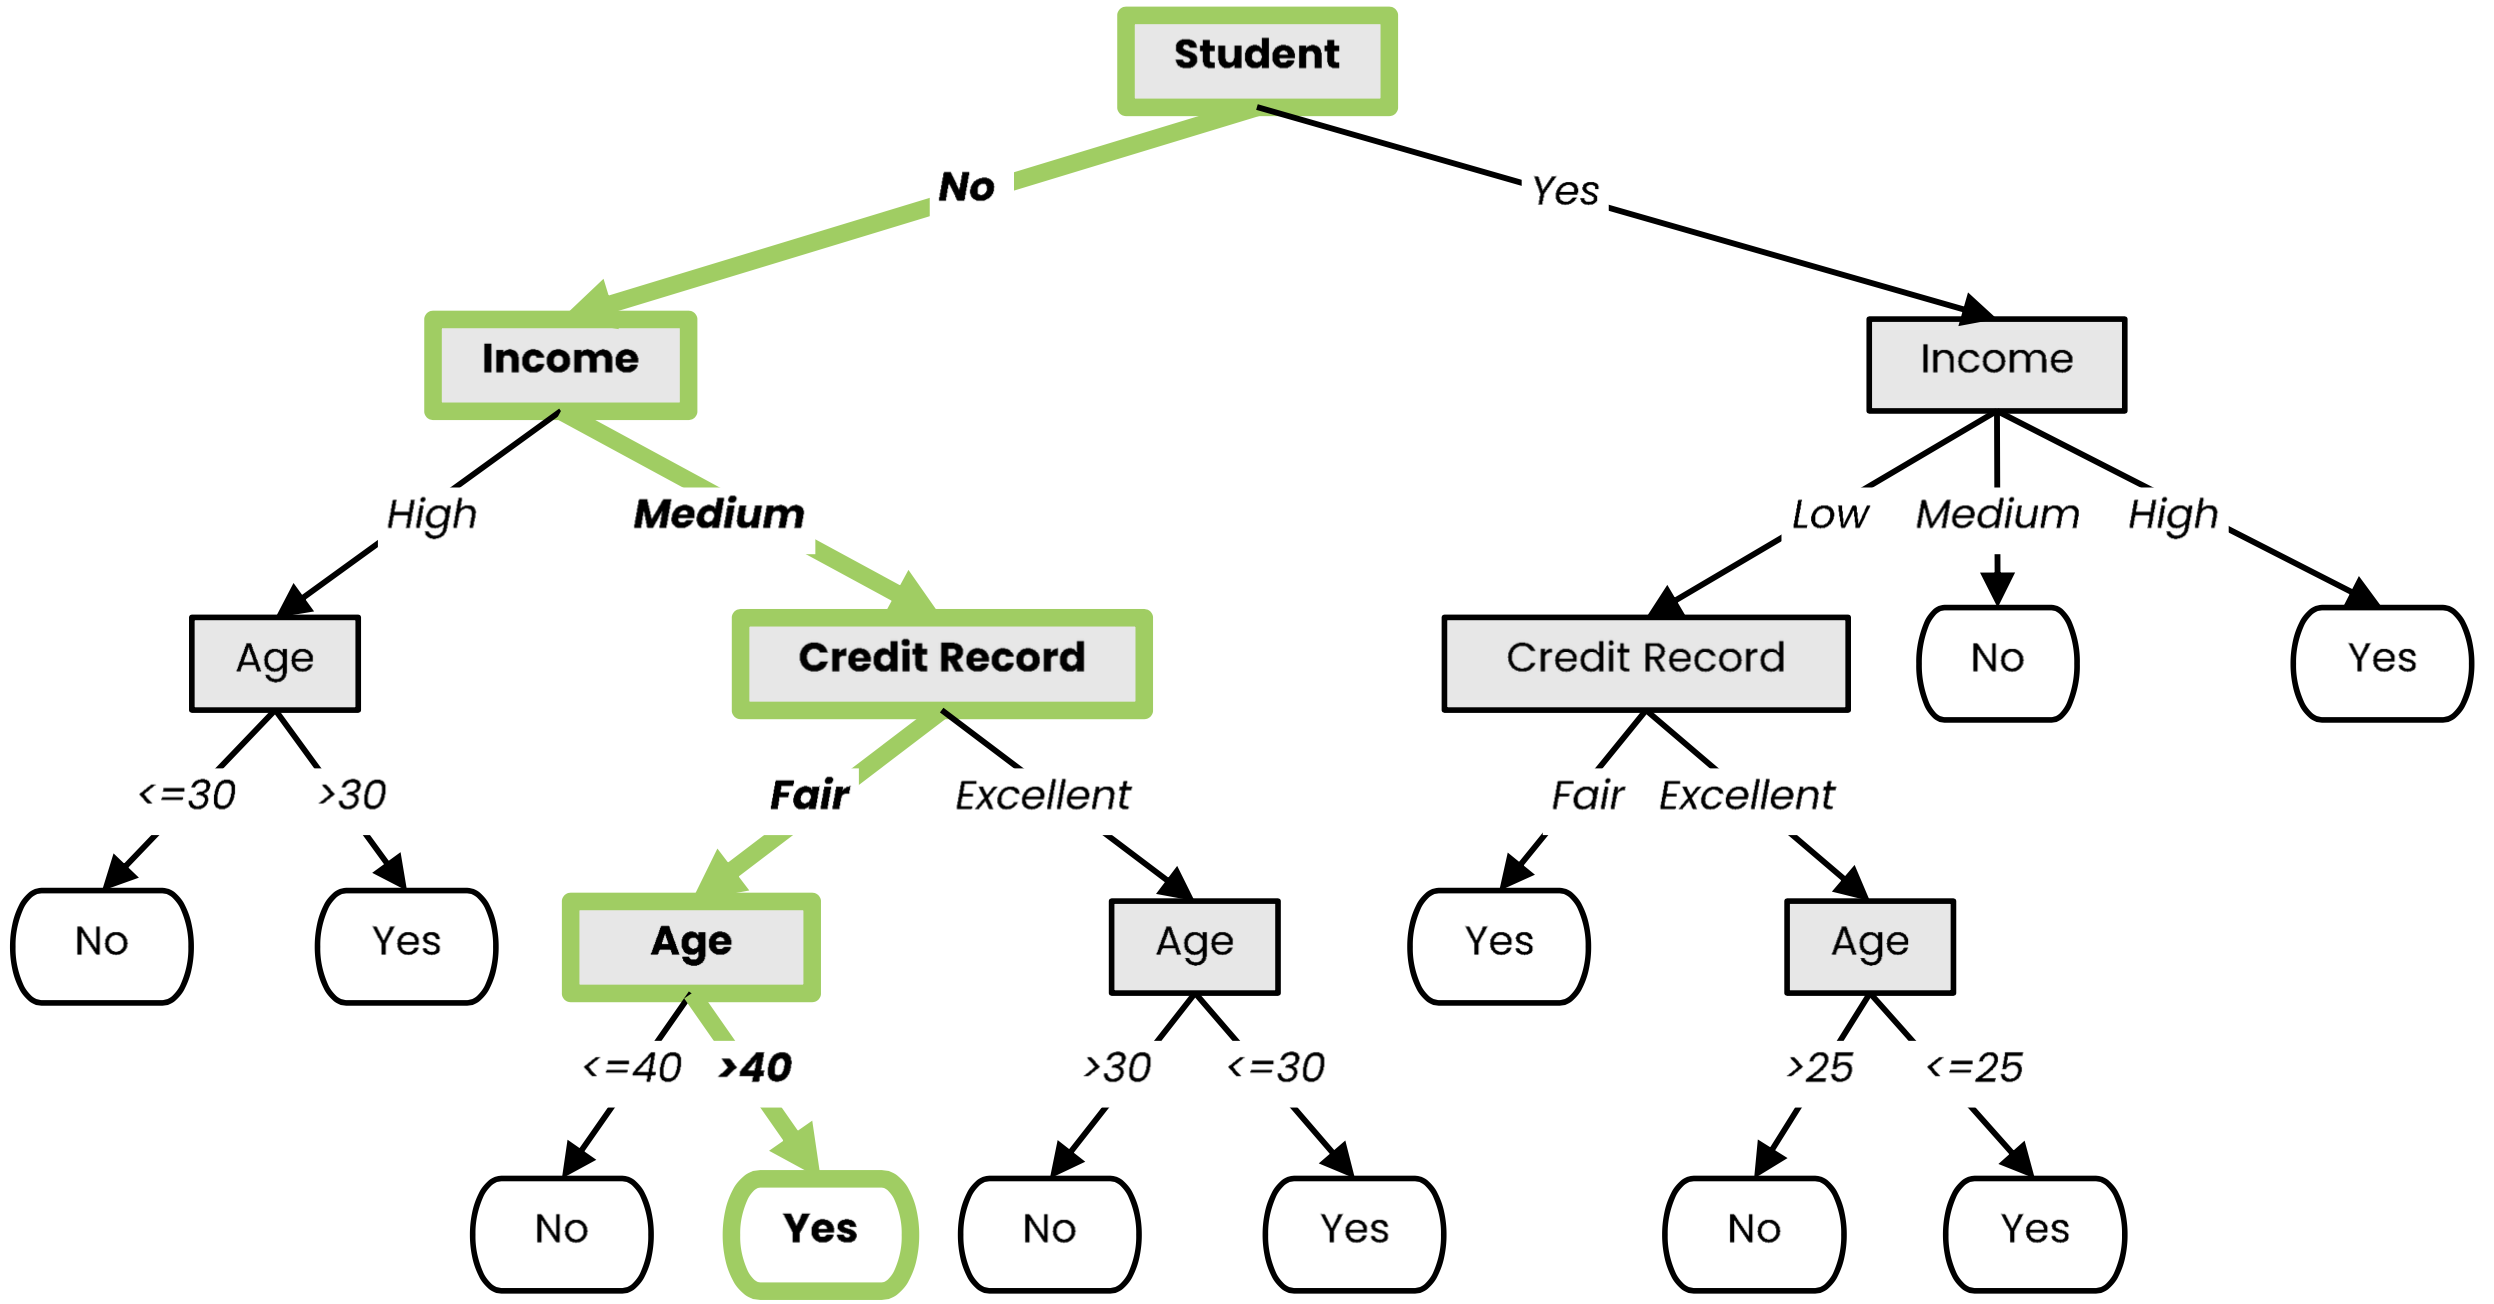 Student
No
Yes
Income
Income
High
Medium
Low
Medium
High
Age
Credit Record
Credit Record
No
Yes
<=30
>30
Fair
Excellent
Fair
Excellent
No
Yes
Age
Age
Yes
Age
<=40
>40
>30
<=30
>25
<=25
No
Yes
No
Yes
No
Yes